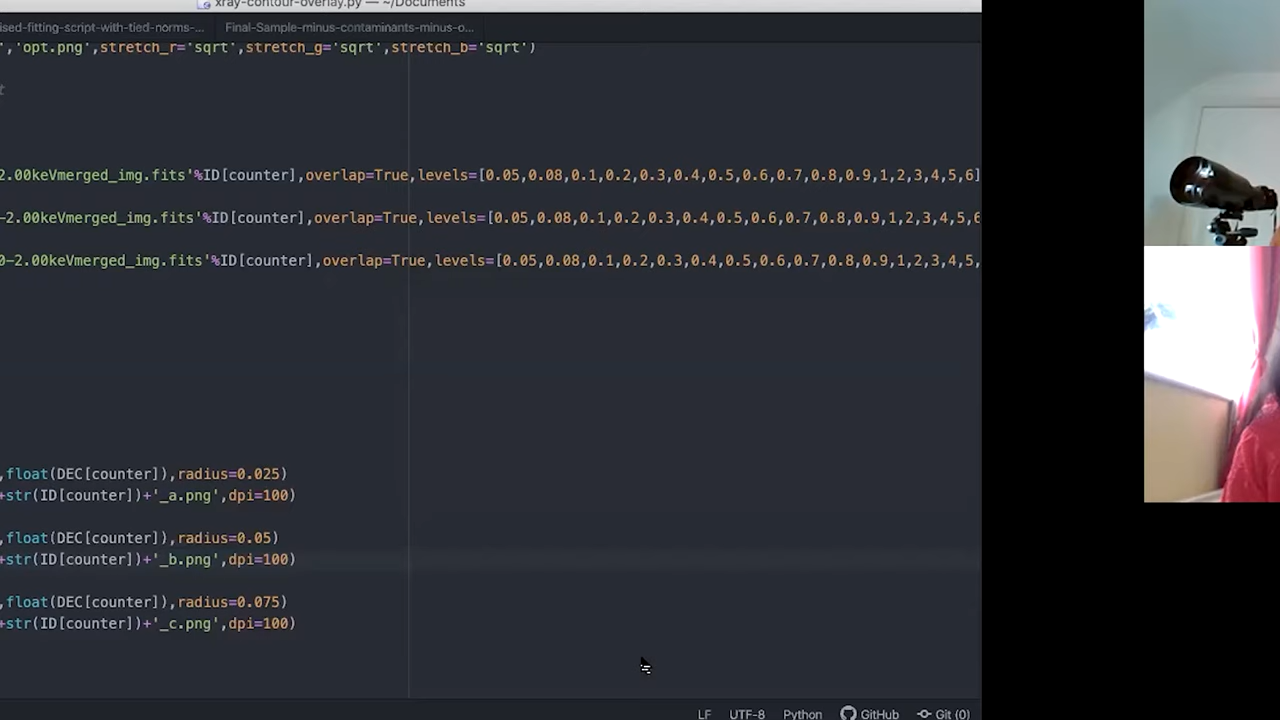 xray-contour-overlay.py — ~/Documents
ised-fitting-script-with-tied-norms-... Final-Sample-minus-contaminants-minus-o...
','opt.png',stretch_r='sqrt',stretch_g='sqrt',stretch_b='sqrt')
t
2.00keVmerged_img.fits'%ID[counter],overlap=True,levels=[0.05,0.08,0.1,0.2,0.3,0.4,0.5,0.6,0.7,0.8,0.9,1,2,3,4,5,6]
-2.00keVmerged_img.fits'%ID[counter],overlap=True,levels=[0.05,0.08,0.1,0.2,0.3,0.4,0.5,0.6,0.7,0.8,0.9,1,2,3,4,5,6
0-2.00keVmerged_img.fits'%ID[counter],overlap=True,levels=[0.05,0.08,0.1,0.2,0.3,0.4,0.5,0.6,0.7,0.8,0.9,1,2,3,4,5,
,float(DEC[counter]),radius=0.025)
+str(ID[counter])+'_a.png',dpi=100)
,float(DEC[counter]),radius=0.05)
+str(ID[counter])+'_b.png',dpi=100)
,float(DEC[counter]),radius=0.075)
+str(ID[counter])+'_c.png',dpi=100)
LF UTF-8 Python GitHub Git (0)